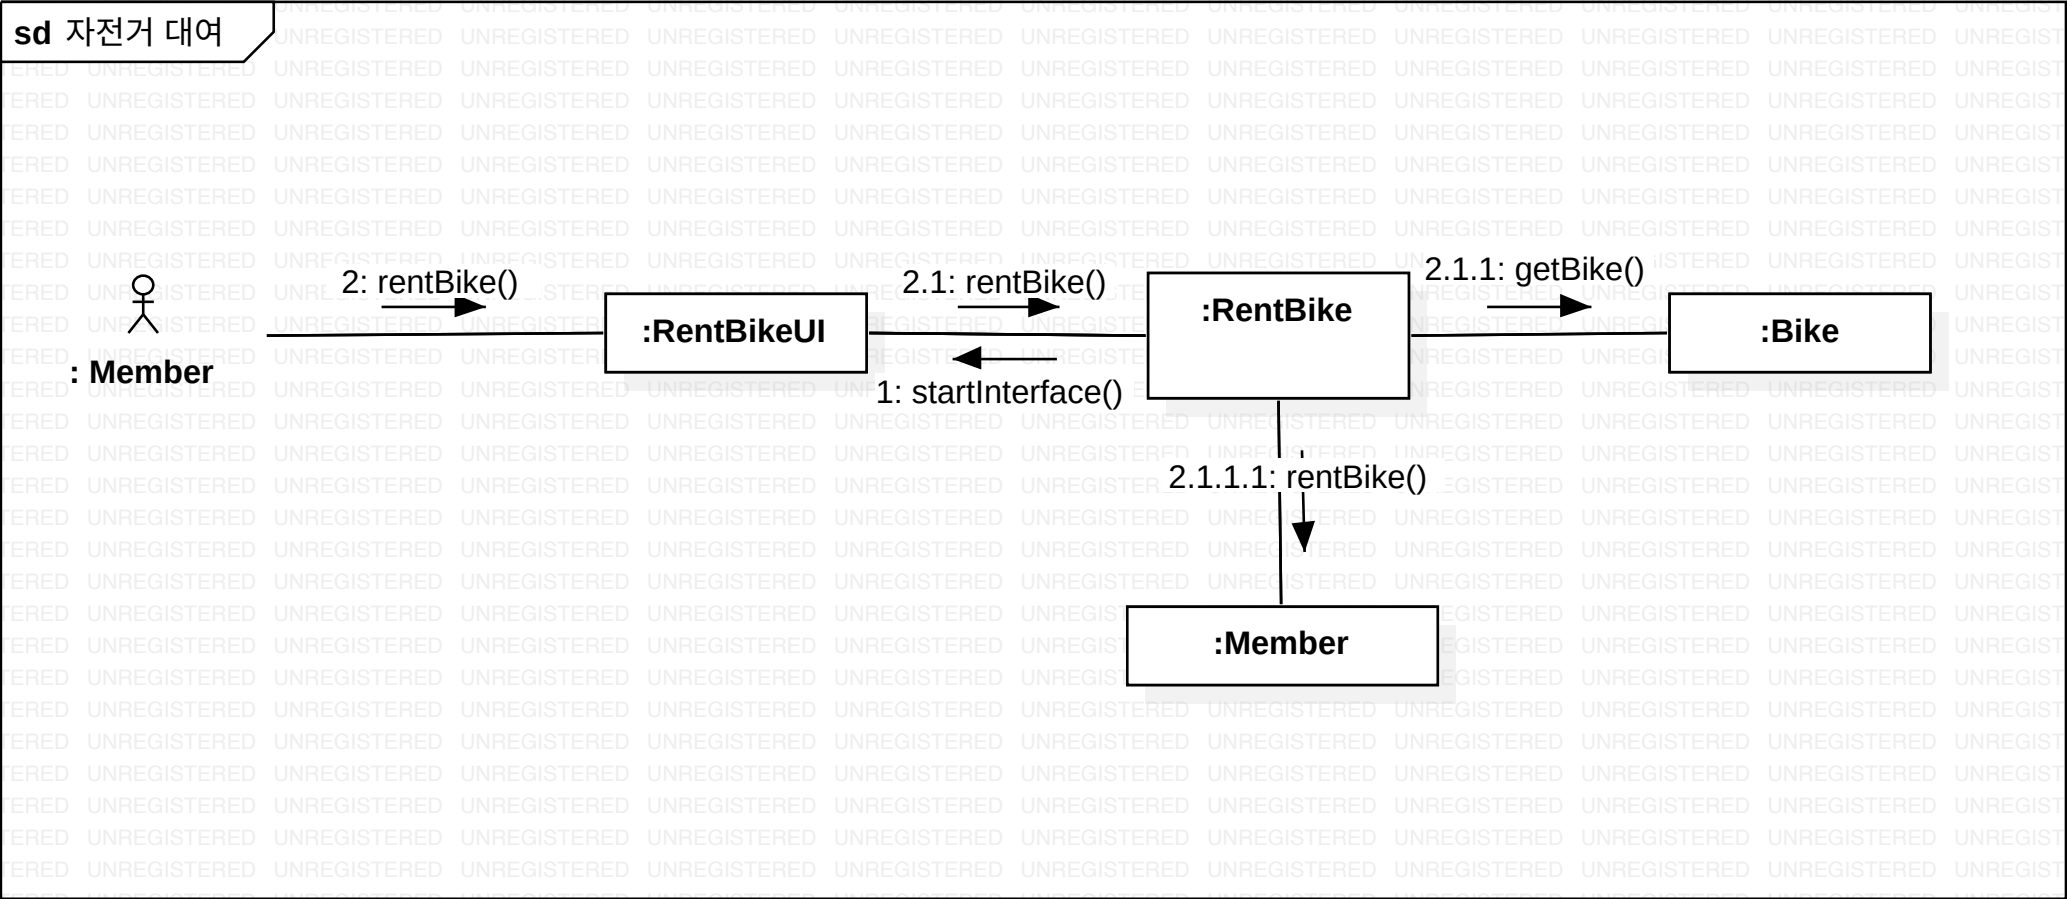 sd 자전거 대여
2: rentBike()
2.1: rentBike()
2.1.1: getBike()
:RentBikeUI
:RentBike
:Bike
: Member
1: startInterface()
2.1.1.1: rentBike()
:Member
UNREGISTERED